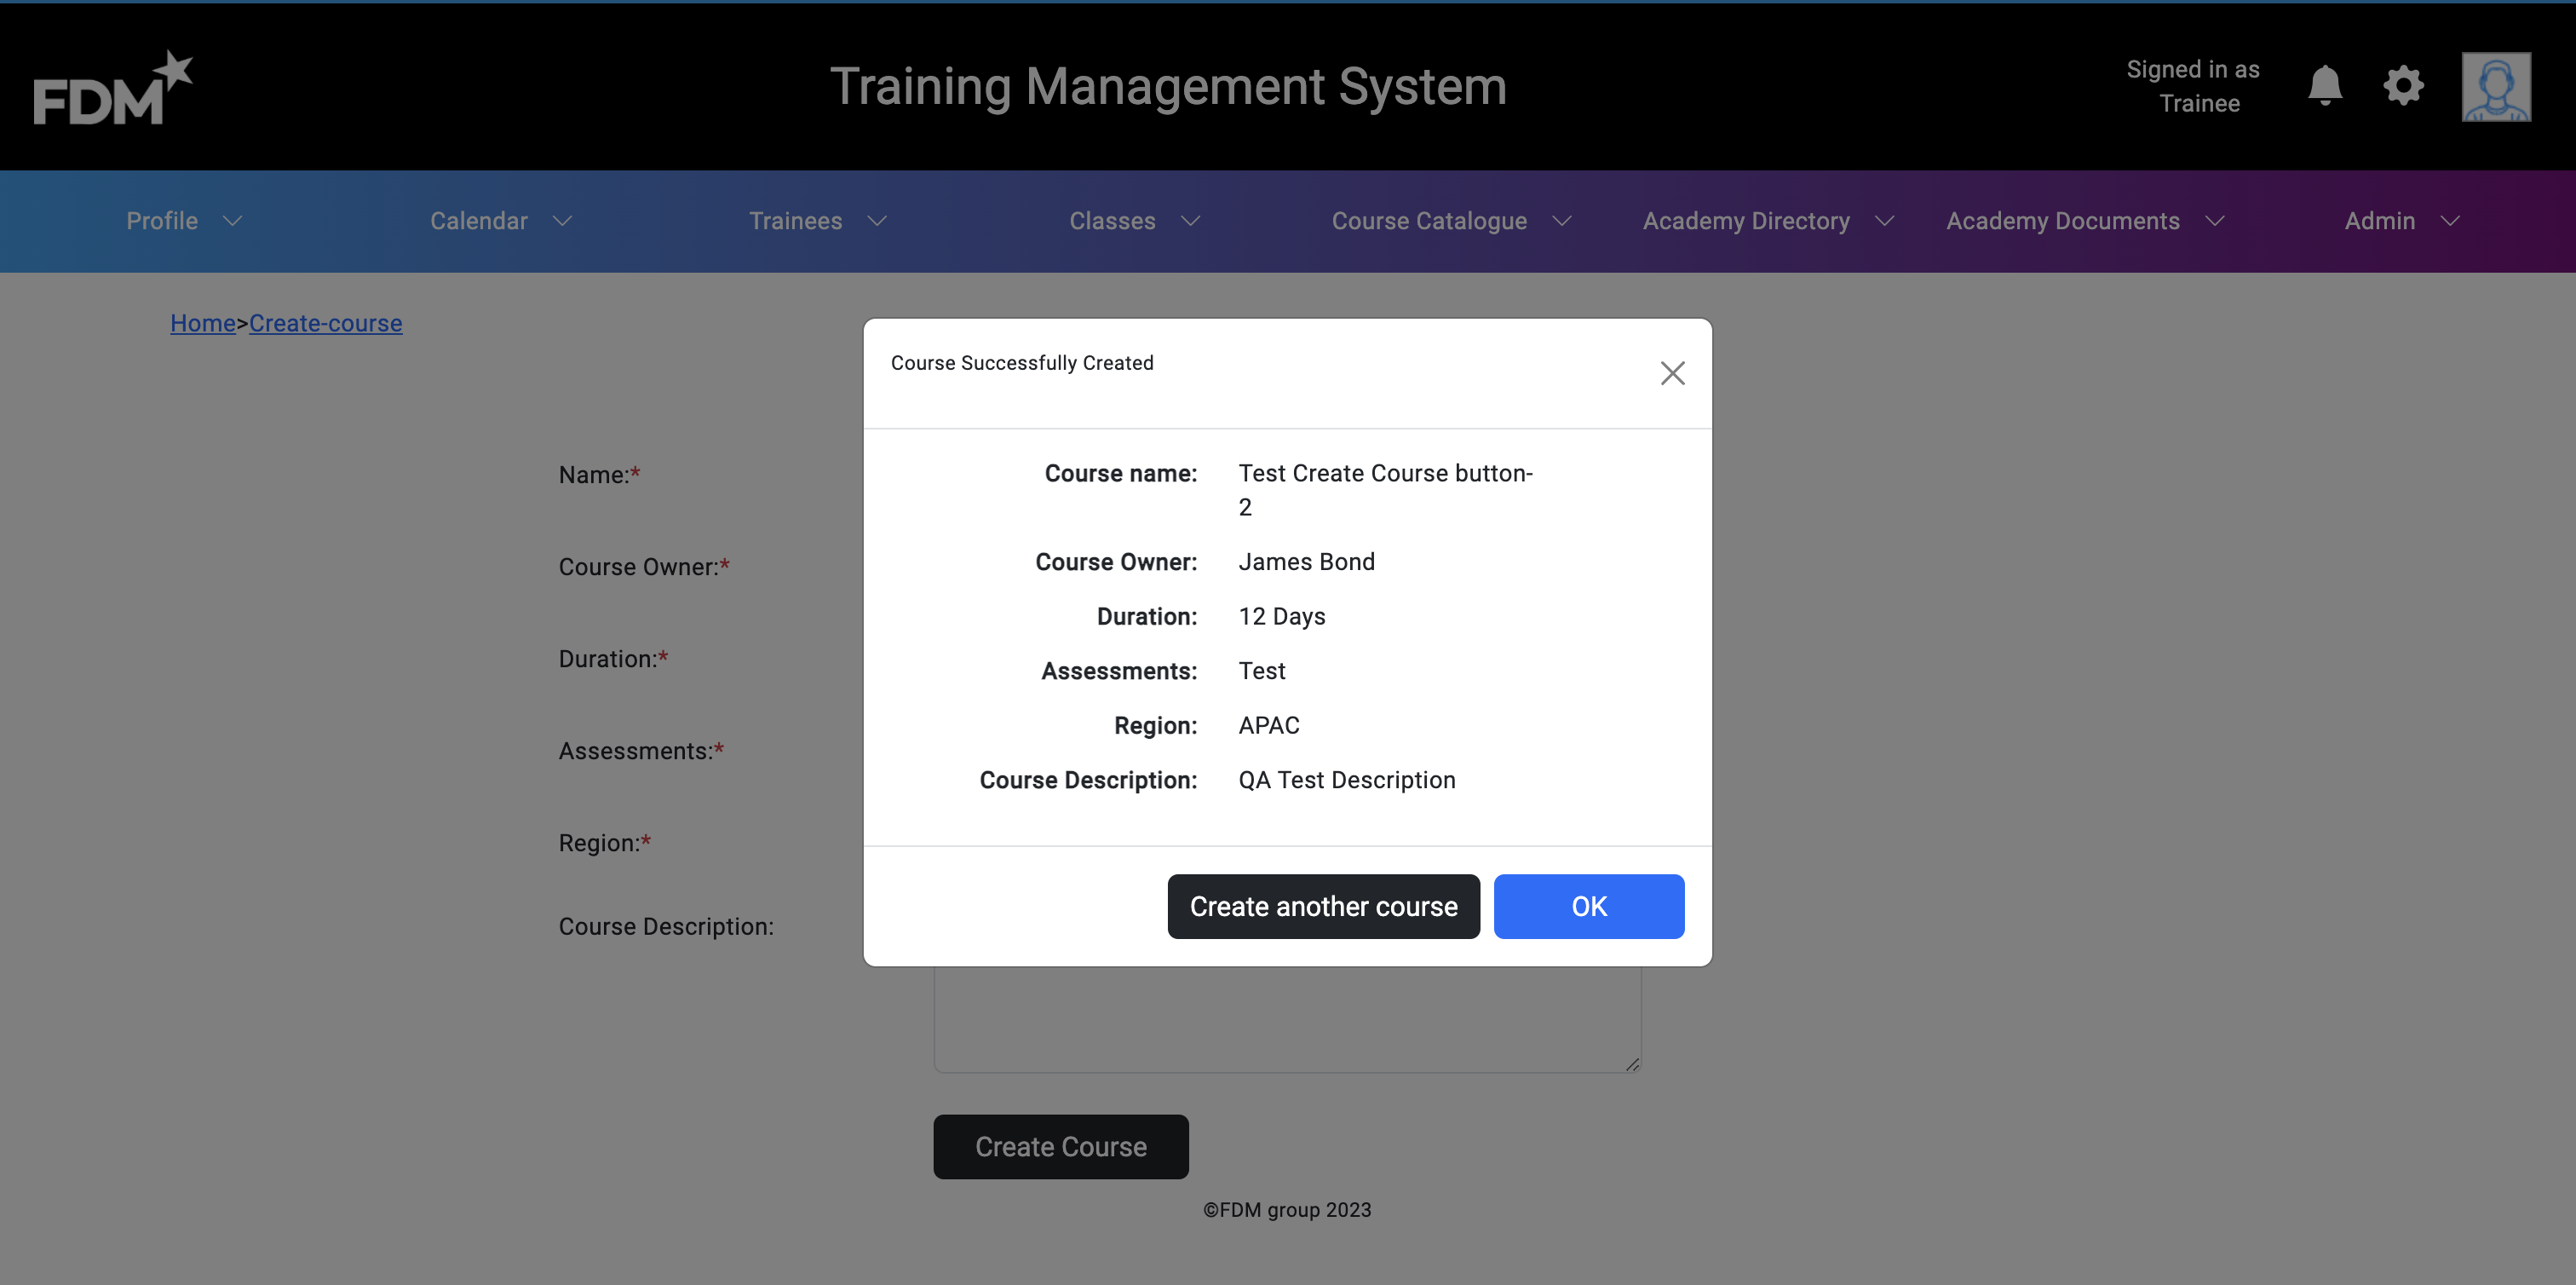 FDM
Training Management System
Signed in as
Trainee
Profile
Calendar
Trainees
Classes
Course Catalogue
Academy Directory
Academy Documents
Admin
Home>Create-course
Course Successfully Created
Name:*
Course Owner:*
Duration:*
Assessments:*
Region:*
Course Description:
Course name: Test Create Course button-
2
Course Owner: James Bond
Duration: 12 Days
Assessments: Test
Region: APAC
Course Description: QA Test Description
Create another course
OK
Create Course
©FDM group 2023